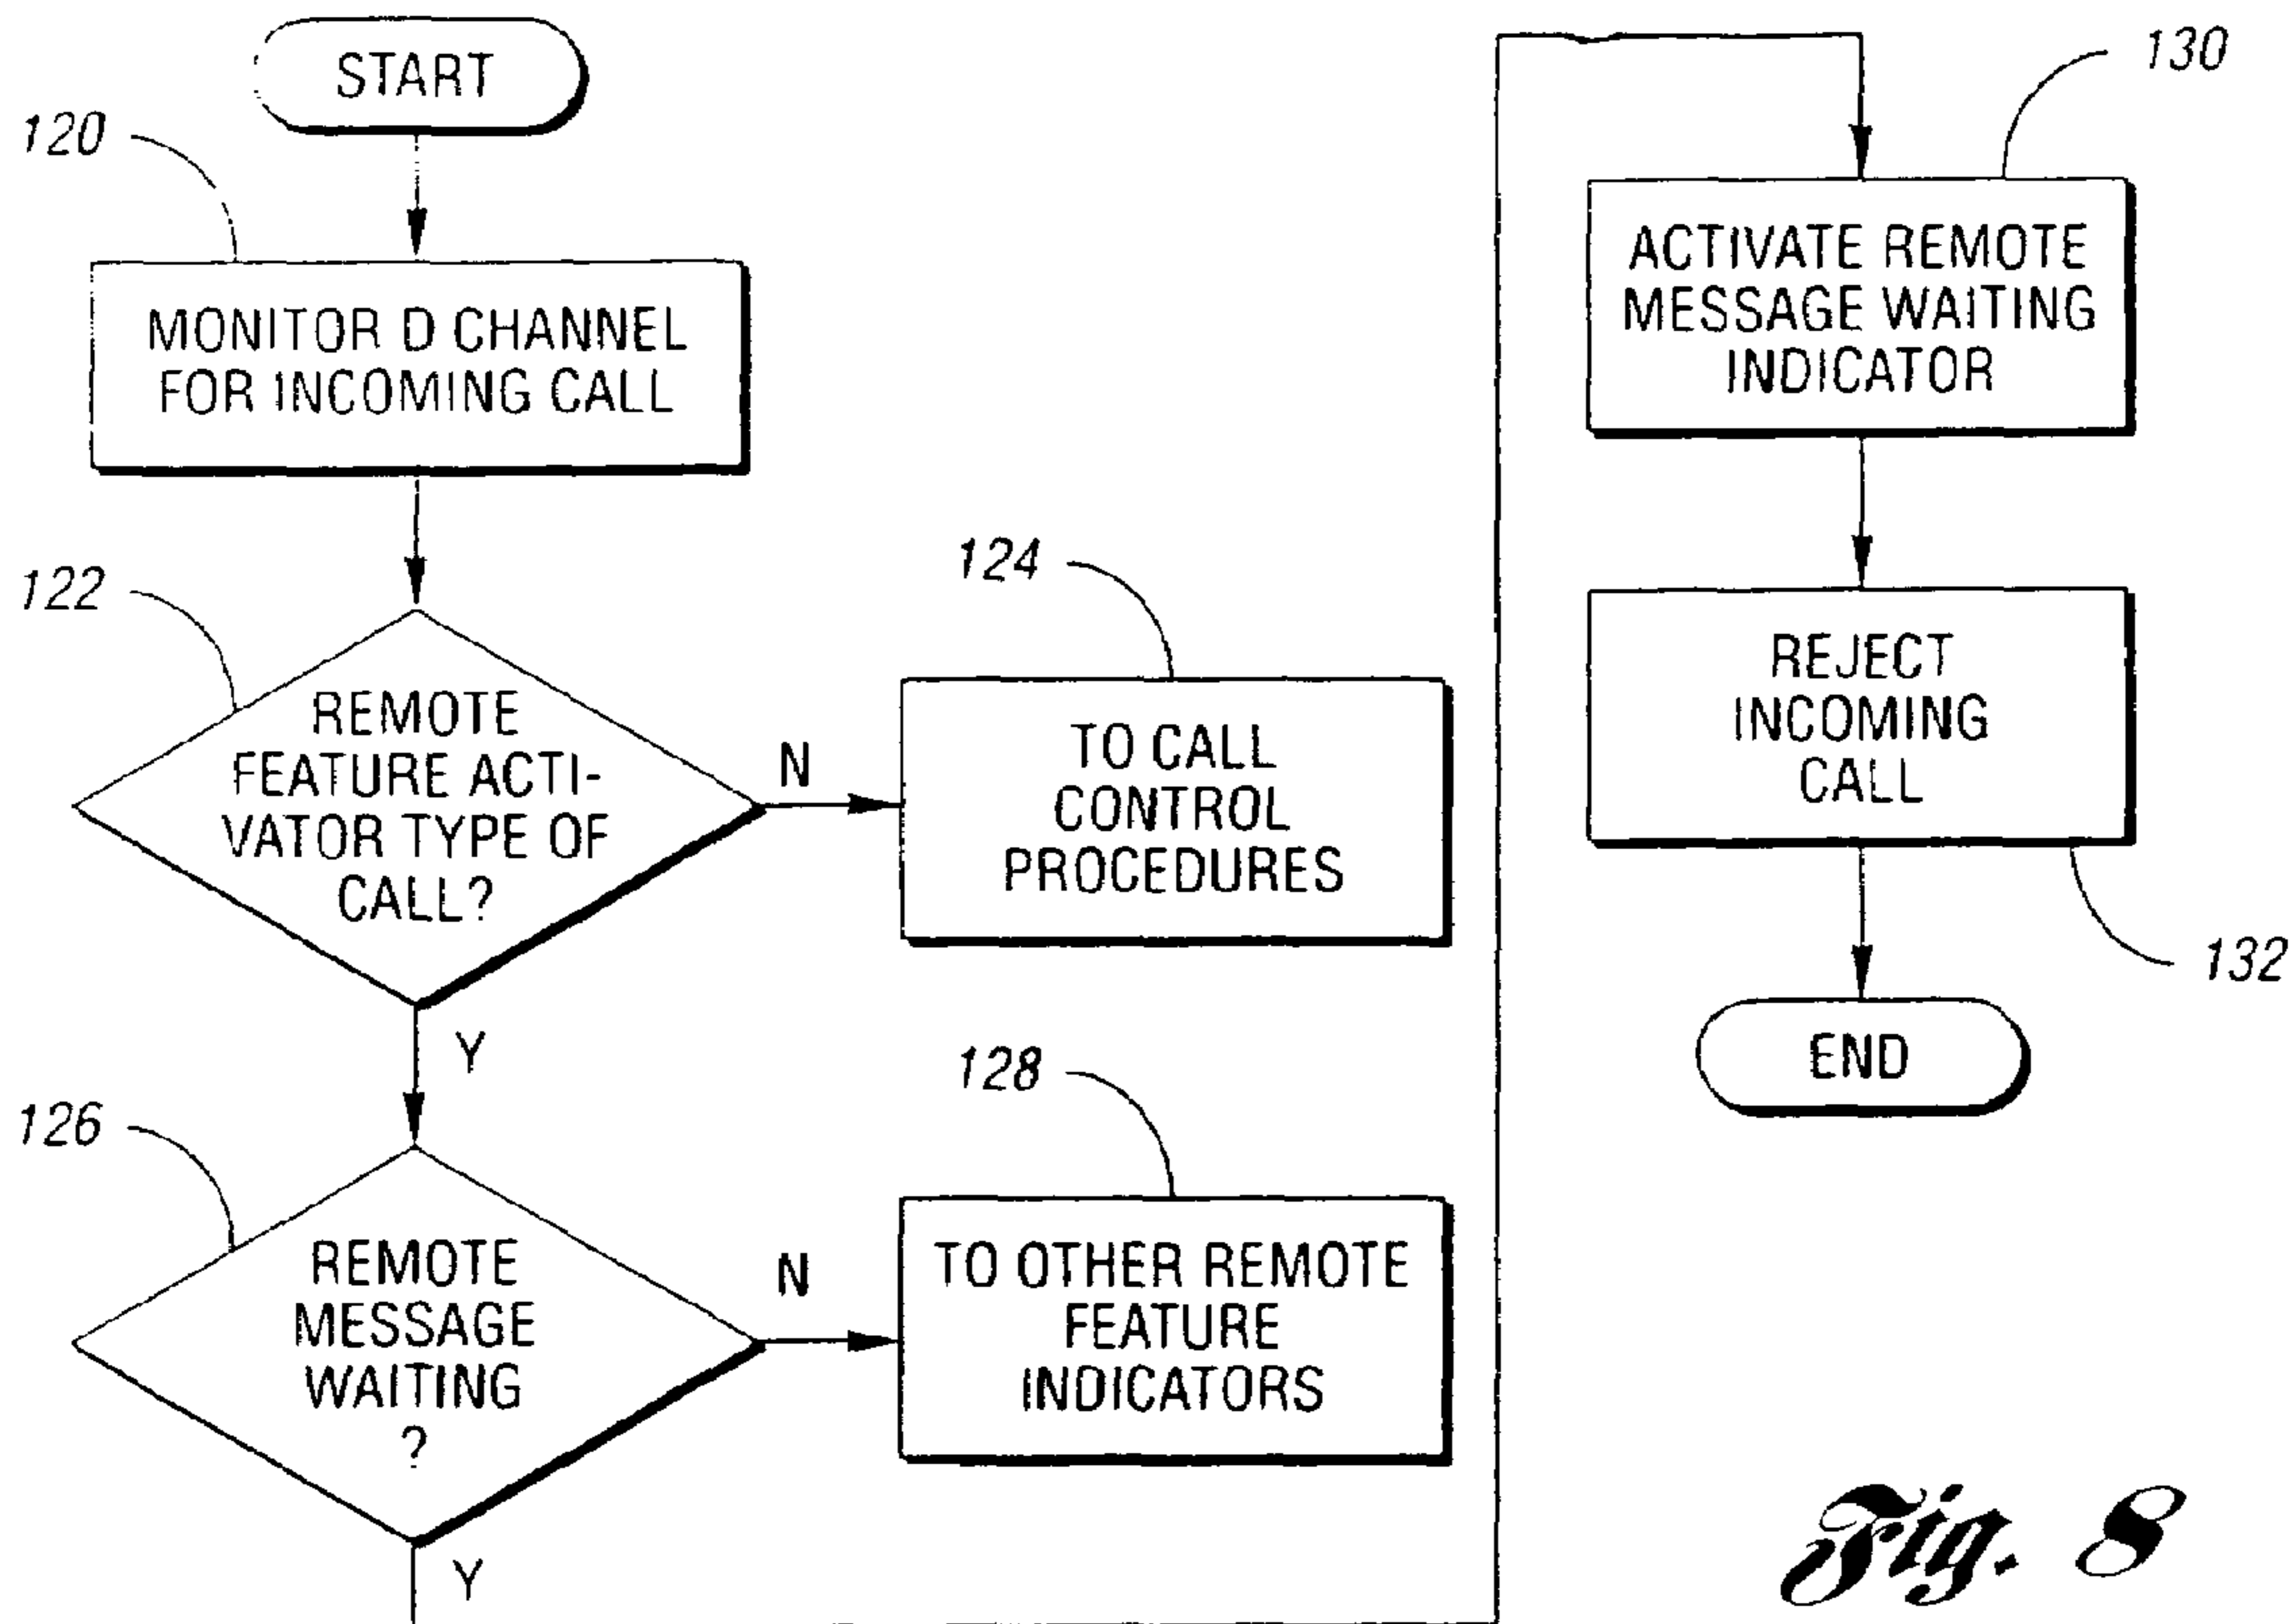 START
120
MONITOR D CHANNEL
FOR INCOMING CALL
122
REMOTE
FEATURE ACTI-
VATOR TYPE OF
CALL?
N
124
TO CALL
CONTROL
PROCEDURES
Y
126
REMOTE
MESSAGE
WAITING
?
N
128
TO OTHER REMOTE
FEATURE
INDICATORS
Y
130
ACTIVATE REMOTE
MESSAGE WAITING
INDICATOR
REJECT
INCOMING
CALL
132
END
Fig. 8